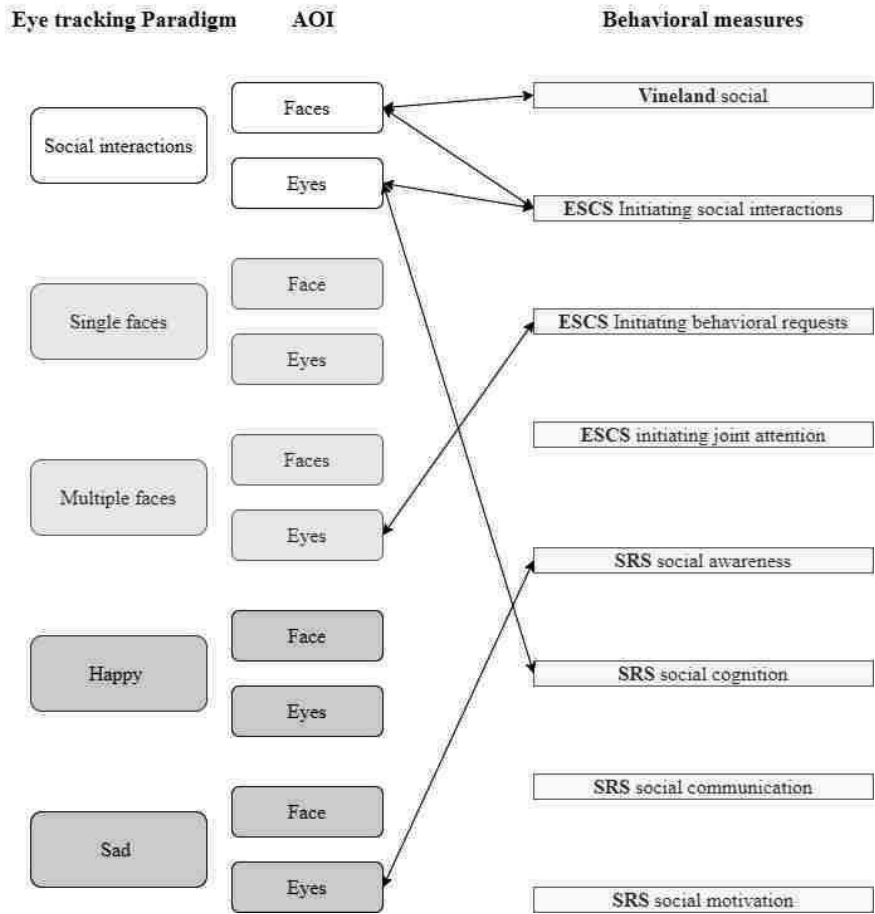 Eye tracking Paradigm
AOI
Behavioral measures
Social interactions
Faces
Eyes
Single faces
Face
Eyes
Multiple faces
Faces
Eyes
Happy
Face
Eyes
Sad
Face
Eyes
Vineland social
ESCS Initiating social interactions
ESCS Initiating behavioral requests
ESCS initiating joint attention
SRS social awareness
SRS social cognition
SRS social communication
SRS social motivation